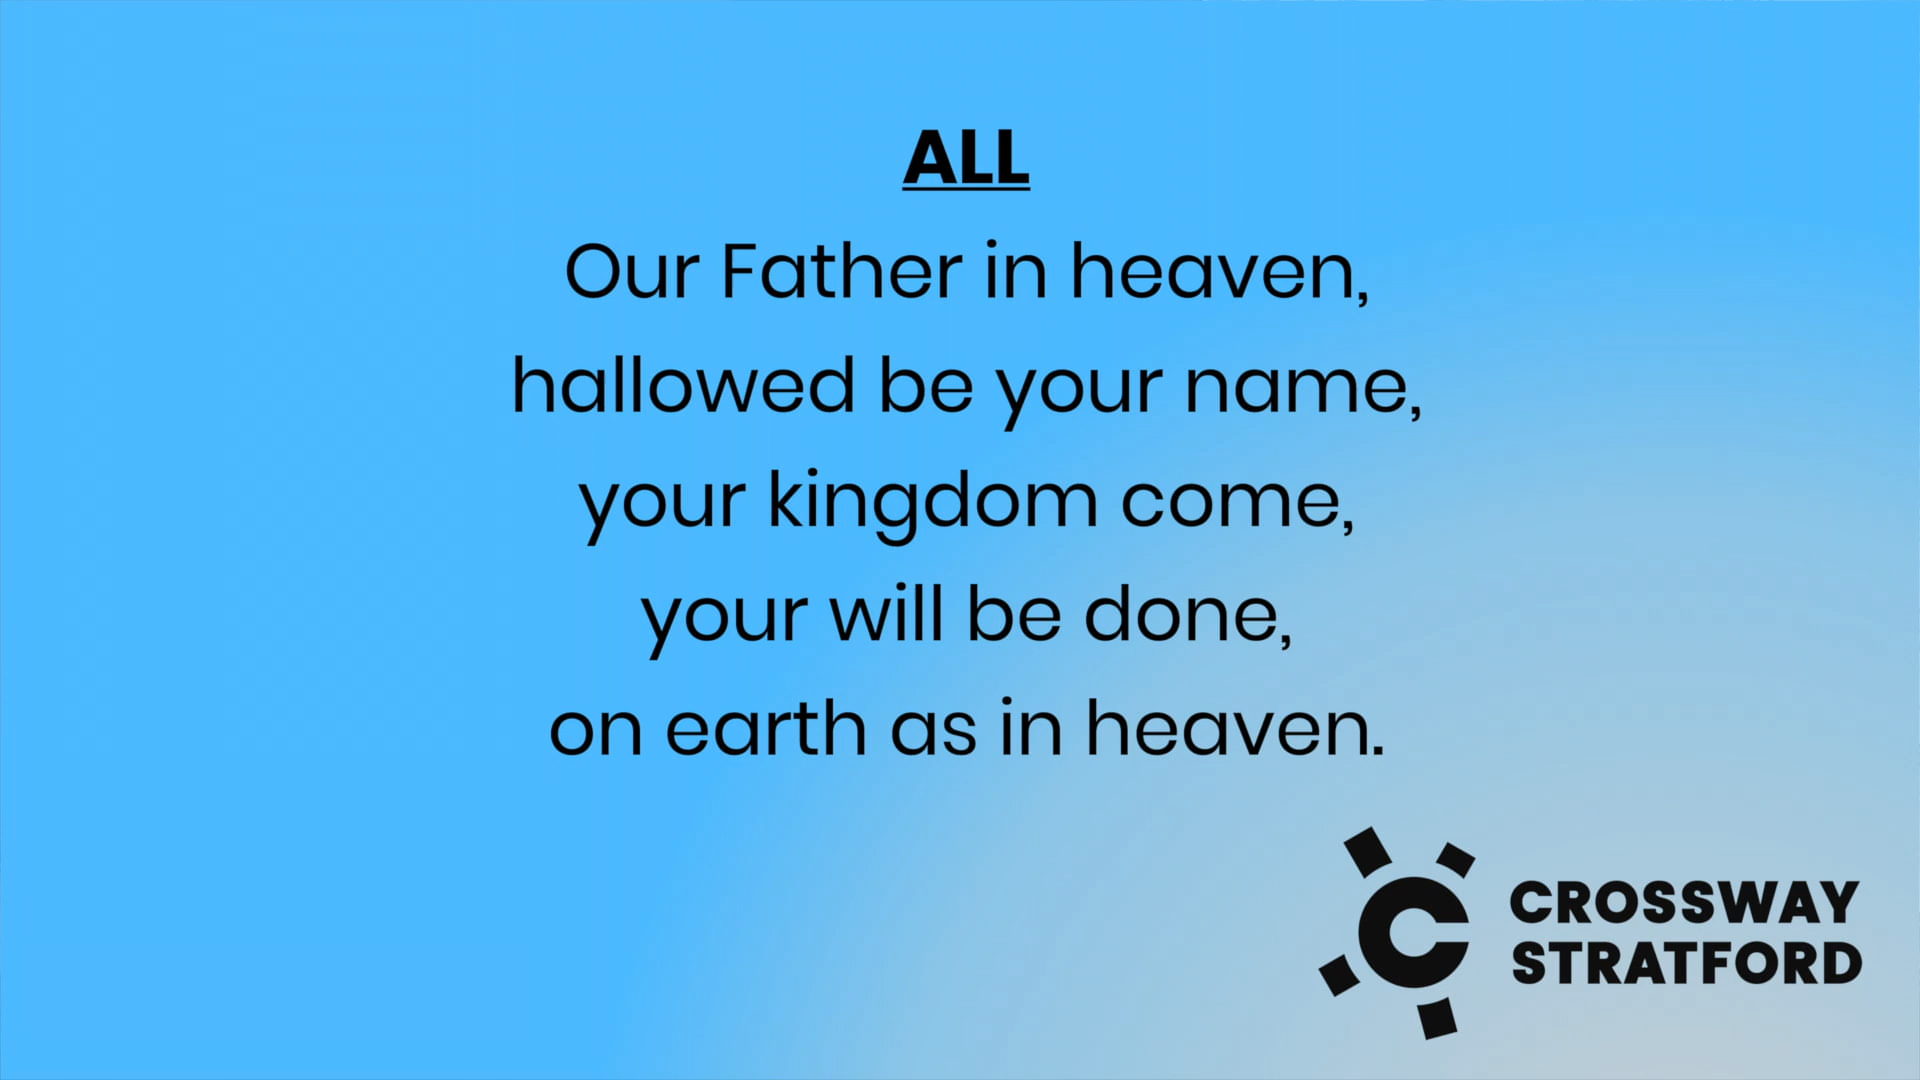 ALL
Our Father in heaven,
hallowed be your name,
your kingdom come,
your will be done,
on earth as in heaven.
CROSSWAY
STRATFORD